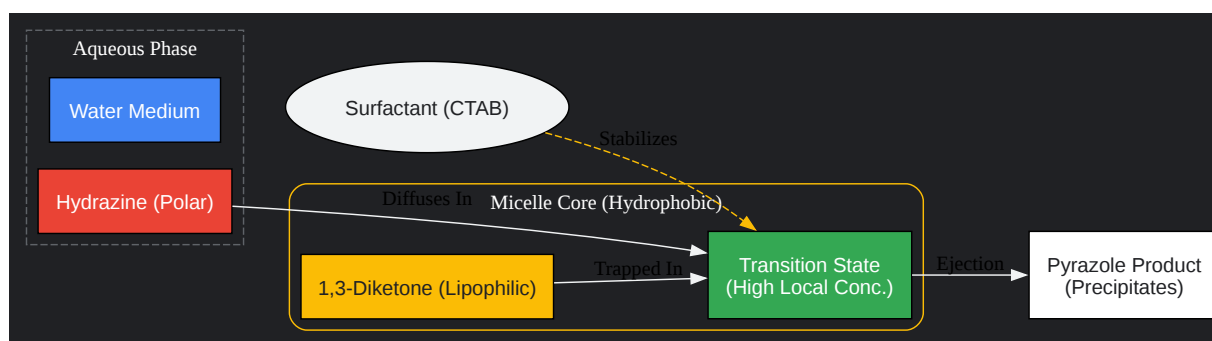 Aqueous Phase
Water Medium
Hydrazine (Polar)
Surfactant (CTAB)
Stabilizes
Diffuses In
Micelle Core (Hydrophobic)
1,3-Diketone (Lipophilic)
Trapped In
Transition State
(High Local Conc.)
Ejection
Pyrazole Product
(Precipitates)